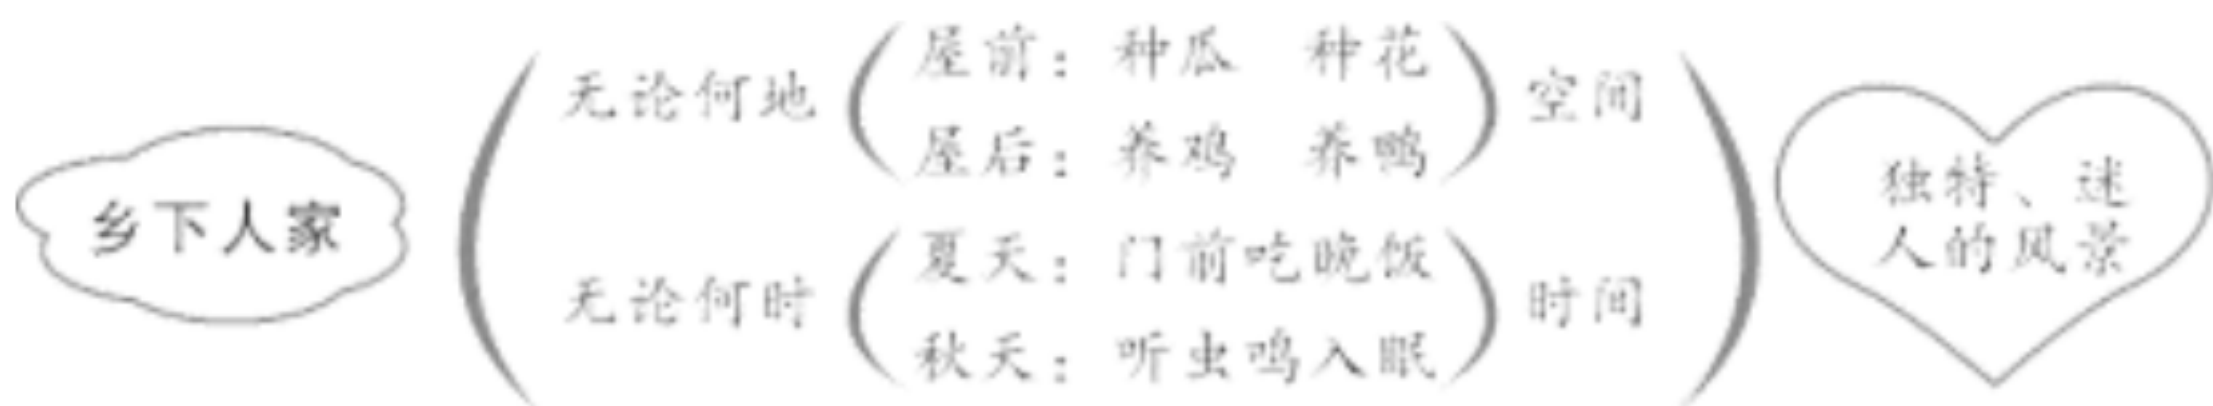 乡下人家
无论何地
屋前：种瓜 种花
屋后：养鸡 养鸭
空间
无论何时
夏天：门前吃晚饭
秋天：听虫鸣入眠
时间
独特、迷
人的风景